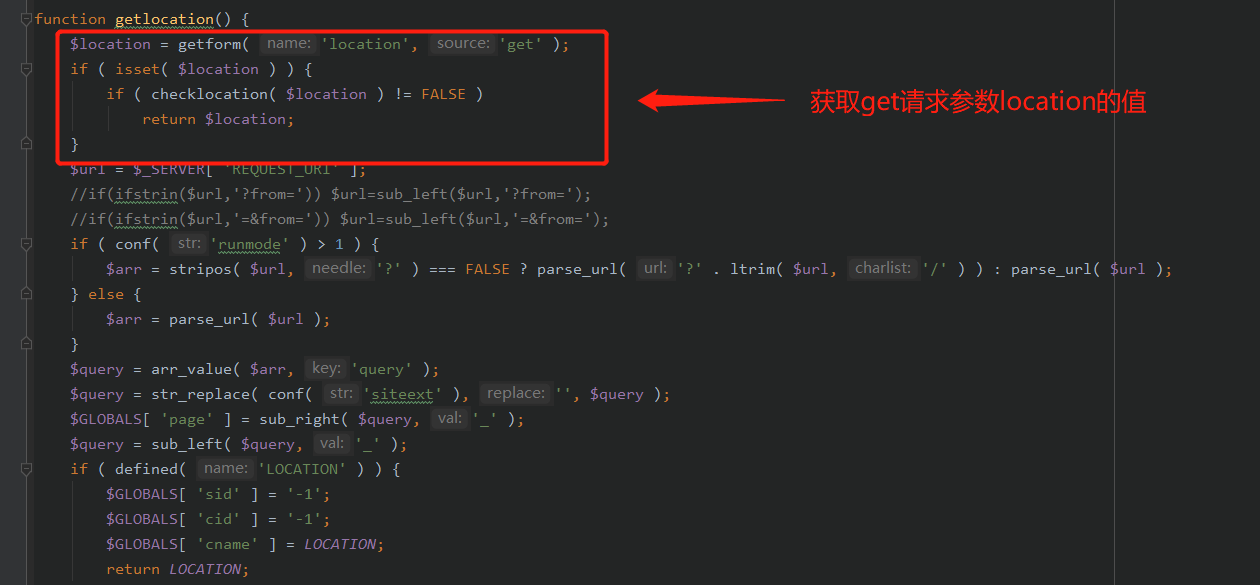 function getlocation() {
    $location = getform( name: 'location', source: 'get' );
    if ( isset( $location ) ) {
        if ( checklocation( $location ) != FALSE )
            return $location;
    }
    $url = $_SERVER[ 'REQUEST_URI' ];
    //if(ifstrin($url,'?from=')) $url=sub_left($url,'?from=');
    //if(ifstrin($url,'=&from=')) $url=sub_left($url,'=&from=');
    if ( conf( str: 'runmode' ) > 1 ) {
        $arr = stripos( $url, needle: '?' ) === FALSE ? parse_url( url: '?' . ltrim( $url, charlist: '/' ) ) : parse_url( $url );
    } else {
        $arr = parse_url( $url );
    }
    $query = arr_value( $arr, key: 'query' );
    $query = str_replace( conf( str: 'siteext' ), replace: '', $query );
    $GLOBALS[ 'page' ] = sub_right( $query, val: '_' );
    $query = sub_left( $query, val: '_' );
    if ( defined( name: 'LOCATION' ) ) {
        $GLOBALS[ 'sid' ] = '-1';
        $GLOBALS[ 'cid' ] = '-1';
        $GLOBALS[ 'cname' ] = LOCATION;
        return LOCATION;
获取get请求参数location的值